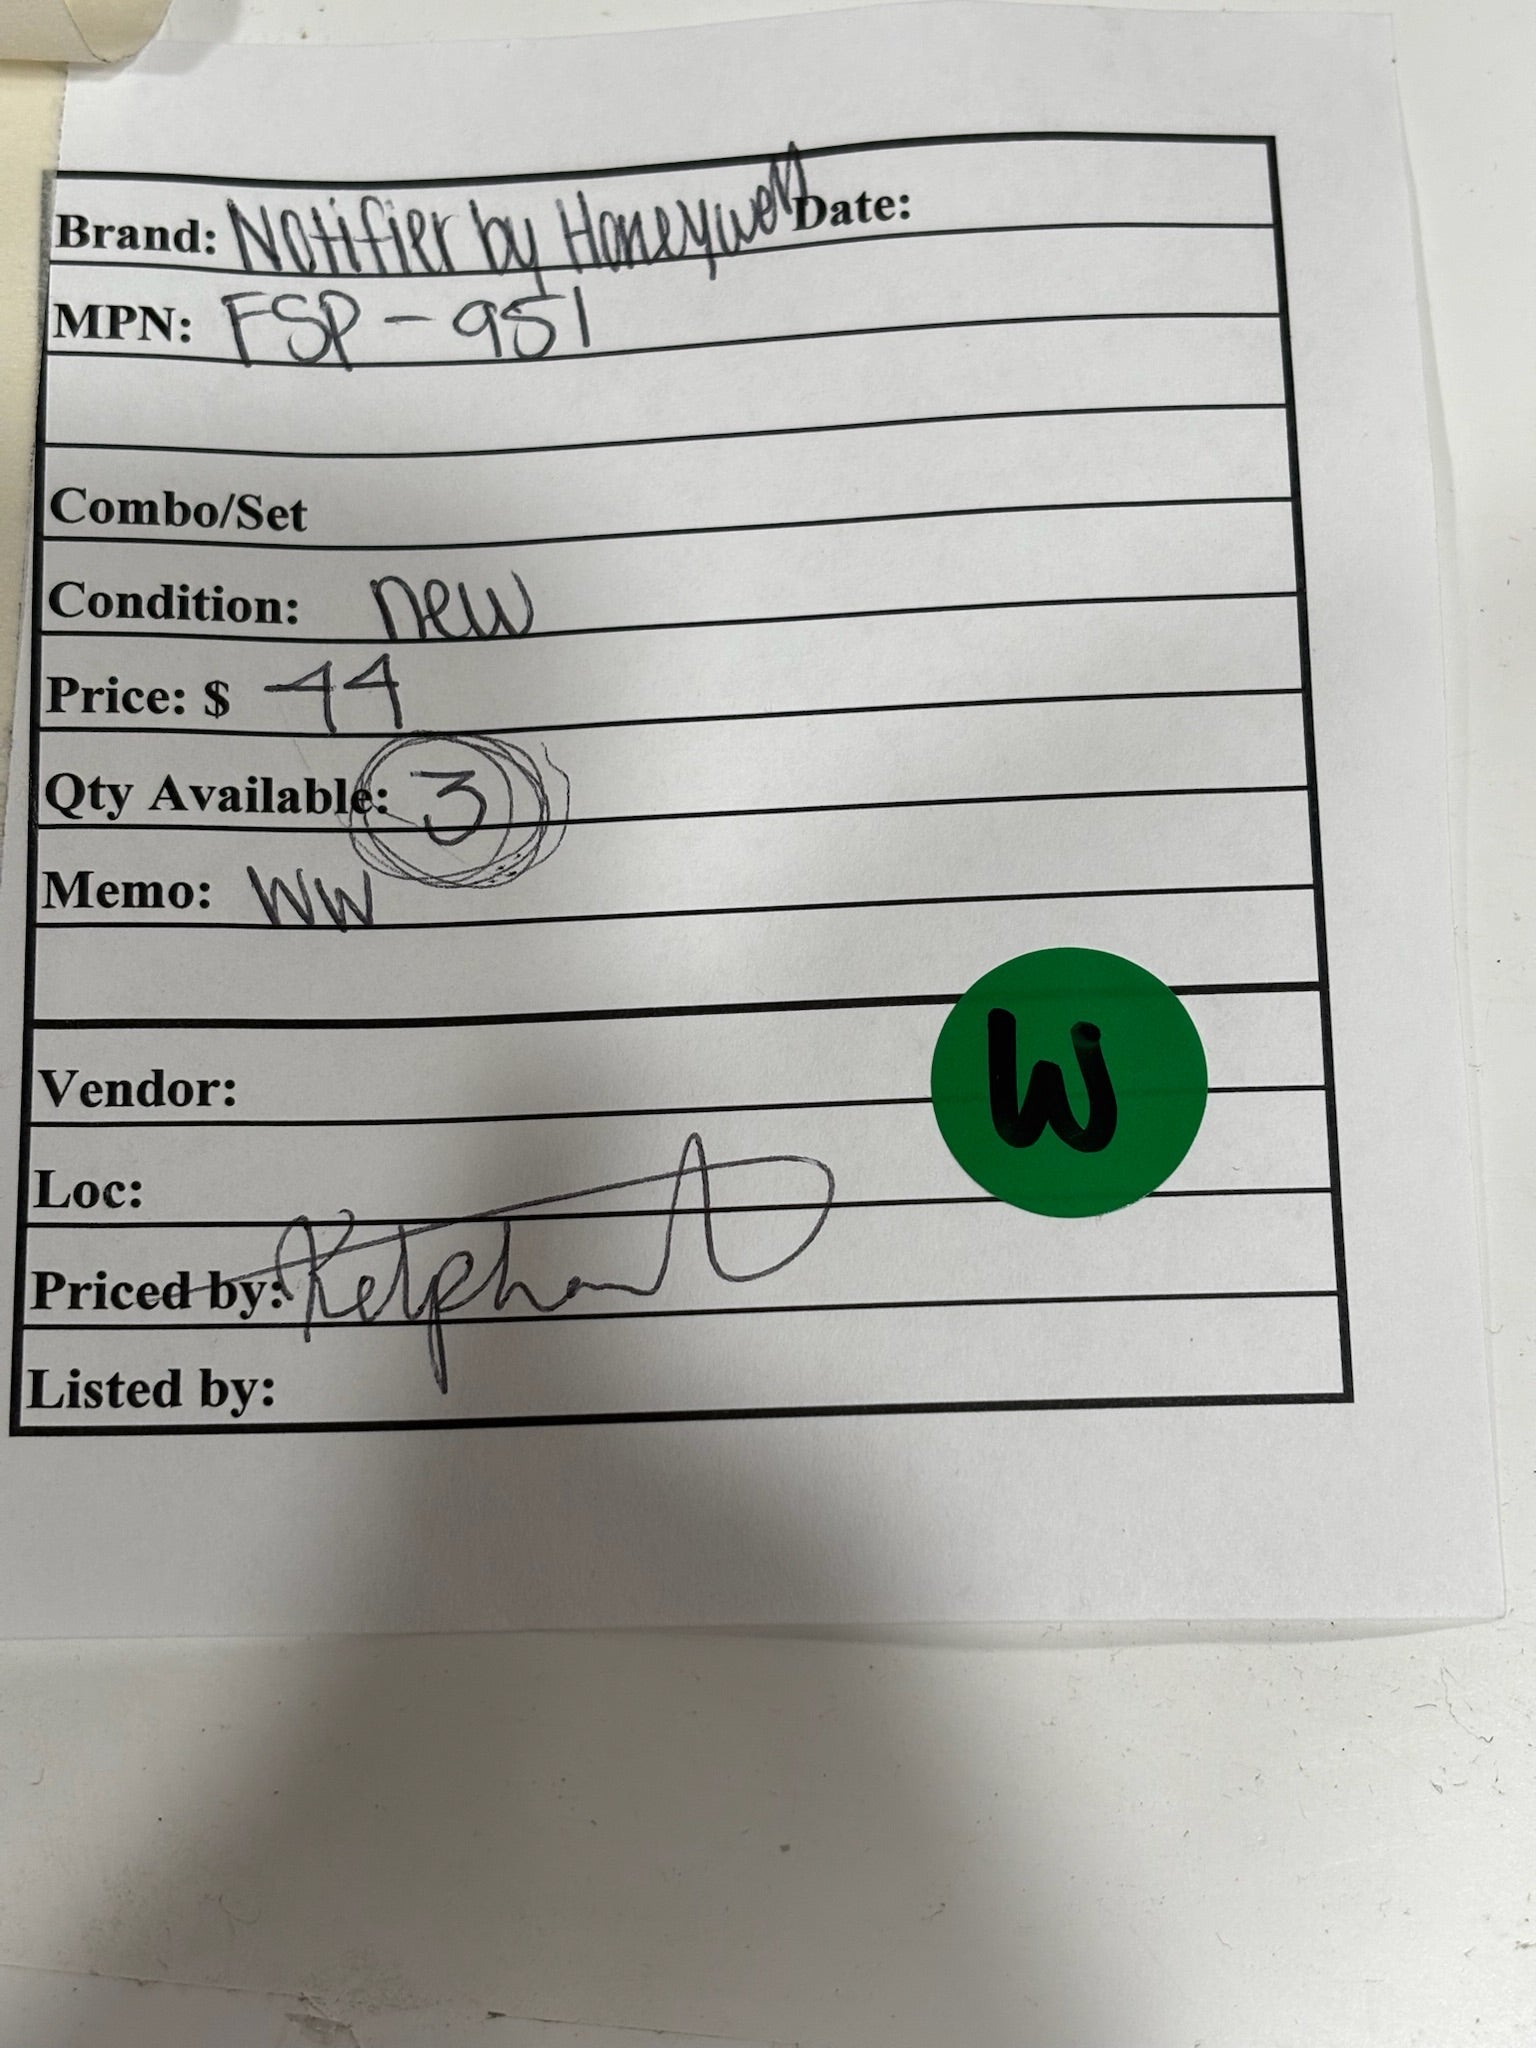 Brand: Notifier by Honeywell Date:
MPN: FSP-951
Combo/Set
Condition: new
Price: $ 44
Qty Available: 3
Memo: WW
W
Vendor:
Loc:
Priced by:
Listed by: